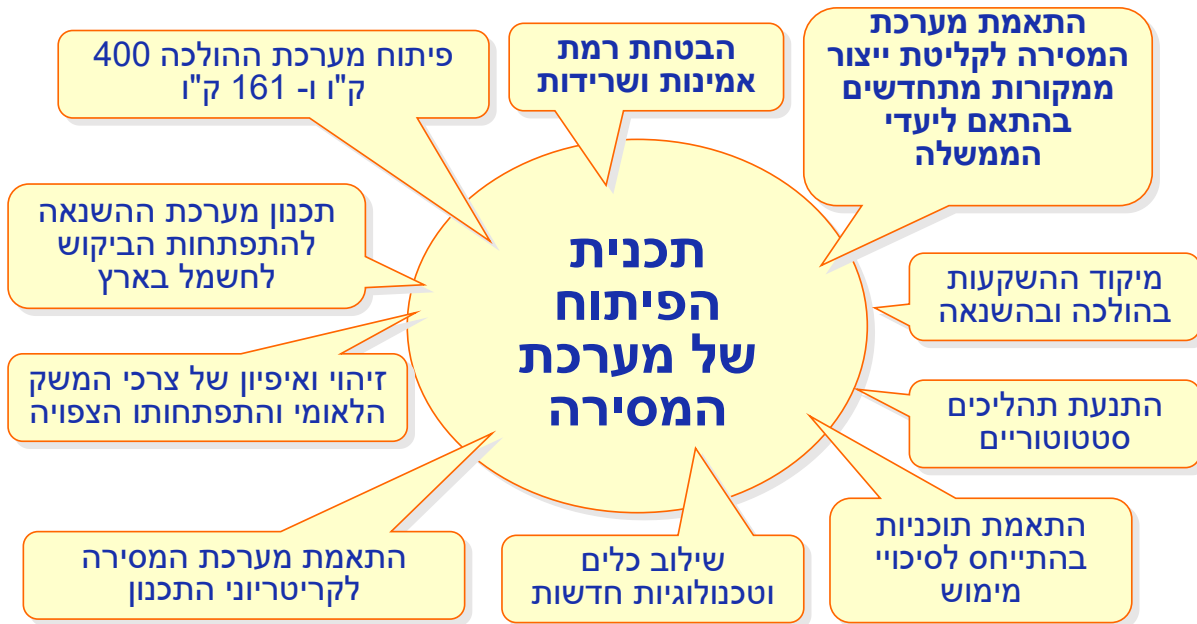 התאמת מערכת
המסירה לקליטת ייצור
ממקורות מתחדשים
בהתאם ליעדי
הממשלה
הבטחת רמת
אמינות ושרידות
פיתוח מערכת ההולכה 400
ק"ו ו- 161 ק"ו
תכנון מערכת ההשנאה
להתפתחות הביקוש
לחשמל בארץ
זיהוי ואיפיון של צרכי המשק
הלאומי והתפתחותו הצפויה
התאמת מערכת המסירה
לקריטריוני התכנון
שילוב כלים
וטכנולוגיות חדשות
התאמת תוכניות
בהתייחס לסיכויי
מימוש
התנעת תהליכים
סטטוטוריים
מיקוד ההשקעות
בהולכה ובהשנאה
תכנית
הפיתוח
של מערכת
המסירה